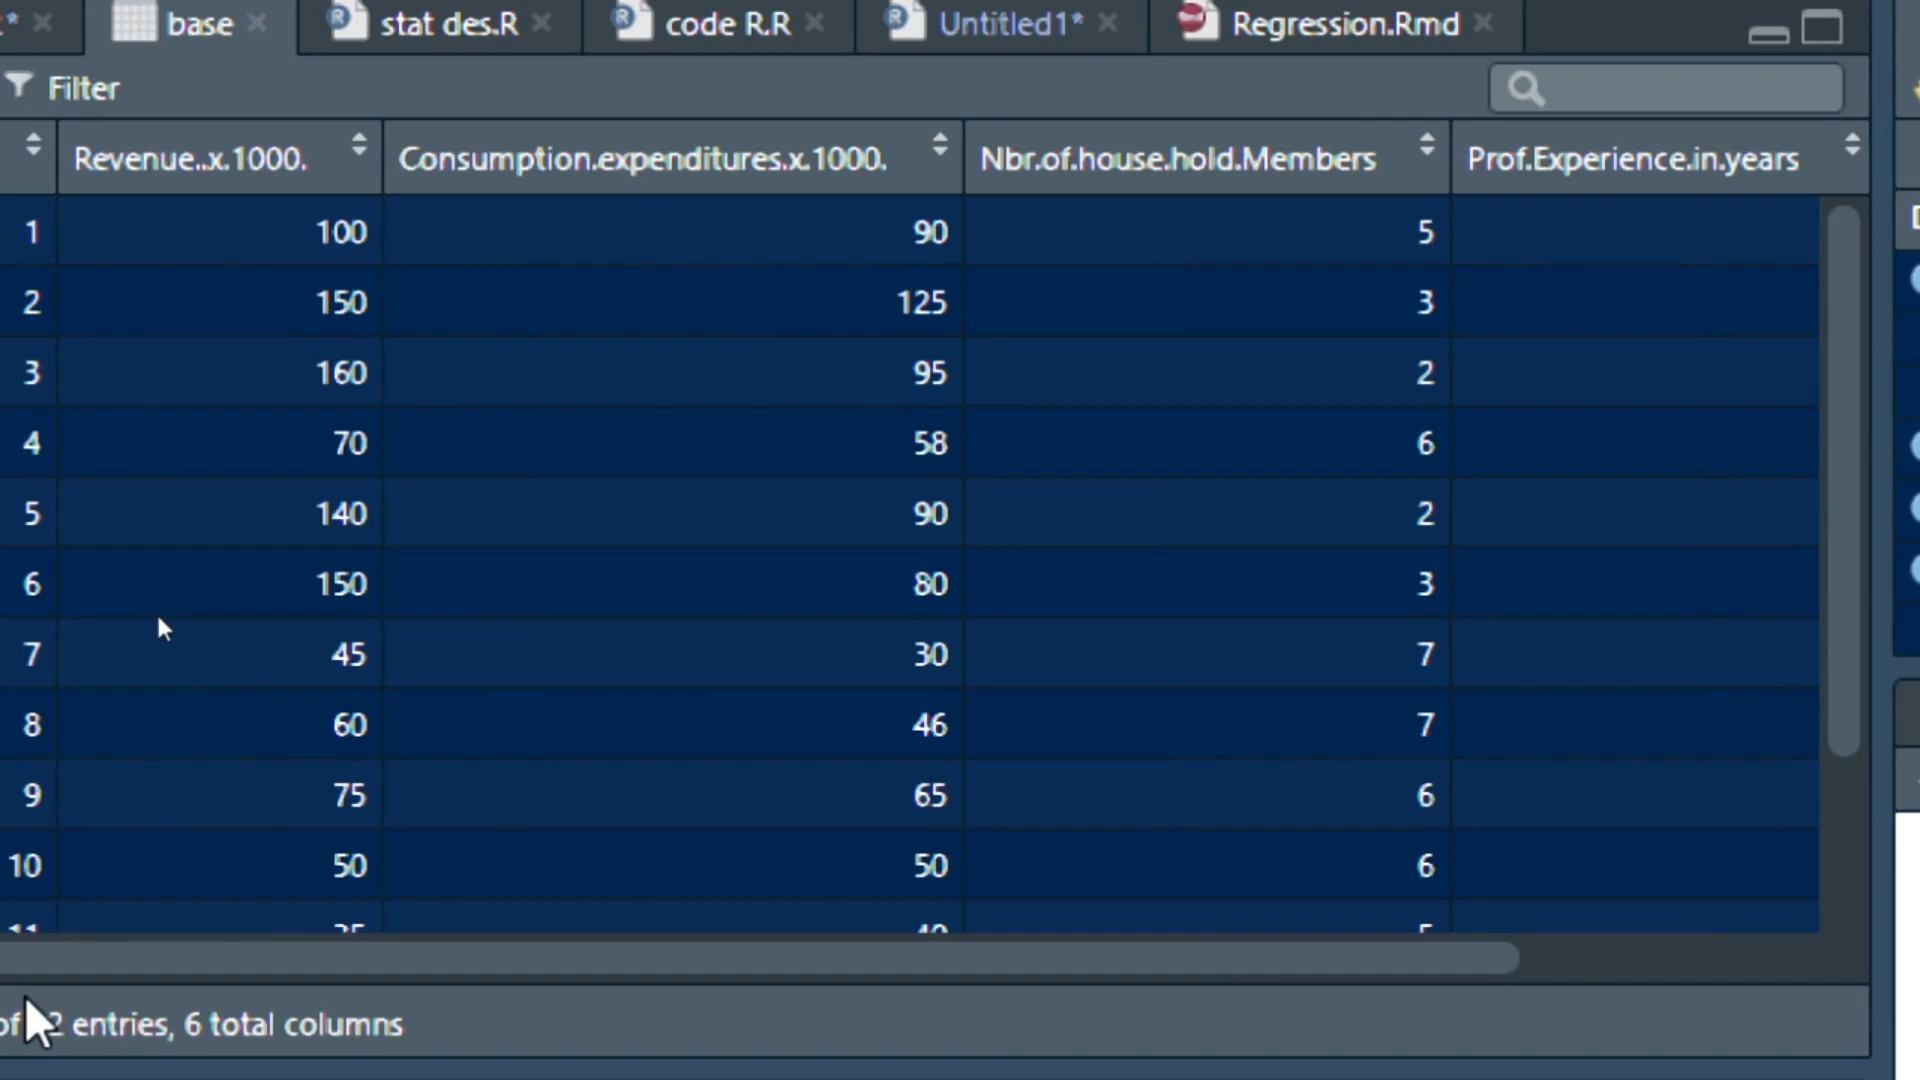 base stat des.R code R.R Untitled1* Regression.Rmd
Filter
Revenue..x.1000. Consumption.expenditures.x.1000. Nbr.of.house.hold.Members Prof.Experience.in.years
1 100 90 5
2 150 125 3
3 160 95 2
4 70 58 6
5 140 90 2
6 150 80 3
7 45 30 7
8 60 46 7
9 75 65 6
10 50 50 6
of entries, 6 total columns